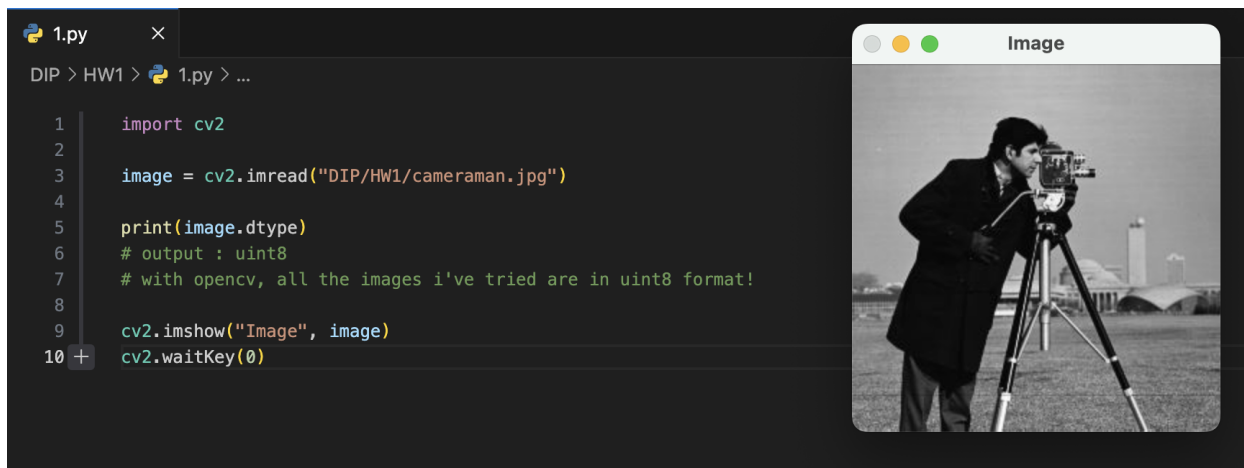 1.py ×
DIP > HW1 > 1.py > ...
Image
1 import cv2
2
3 image = cv2.imread("DIP/HW1/cameraman.jpg")
4
5 print(image.dtype)
6 # output : uint8
7 # with opencv, all the images i've tried are in uint8 format!
8
9 cv2.imshow("Image", image)
10 cv2.waitKey(0)